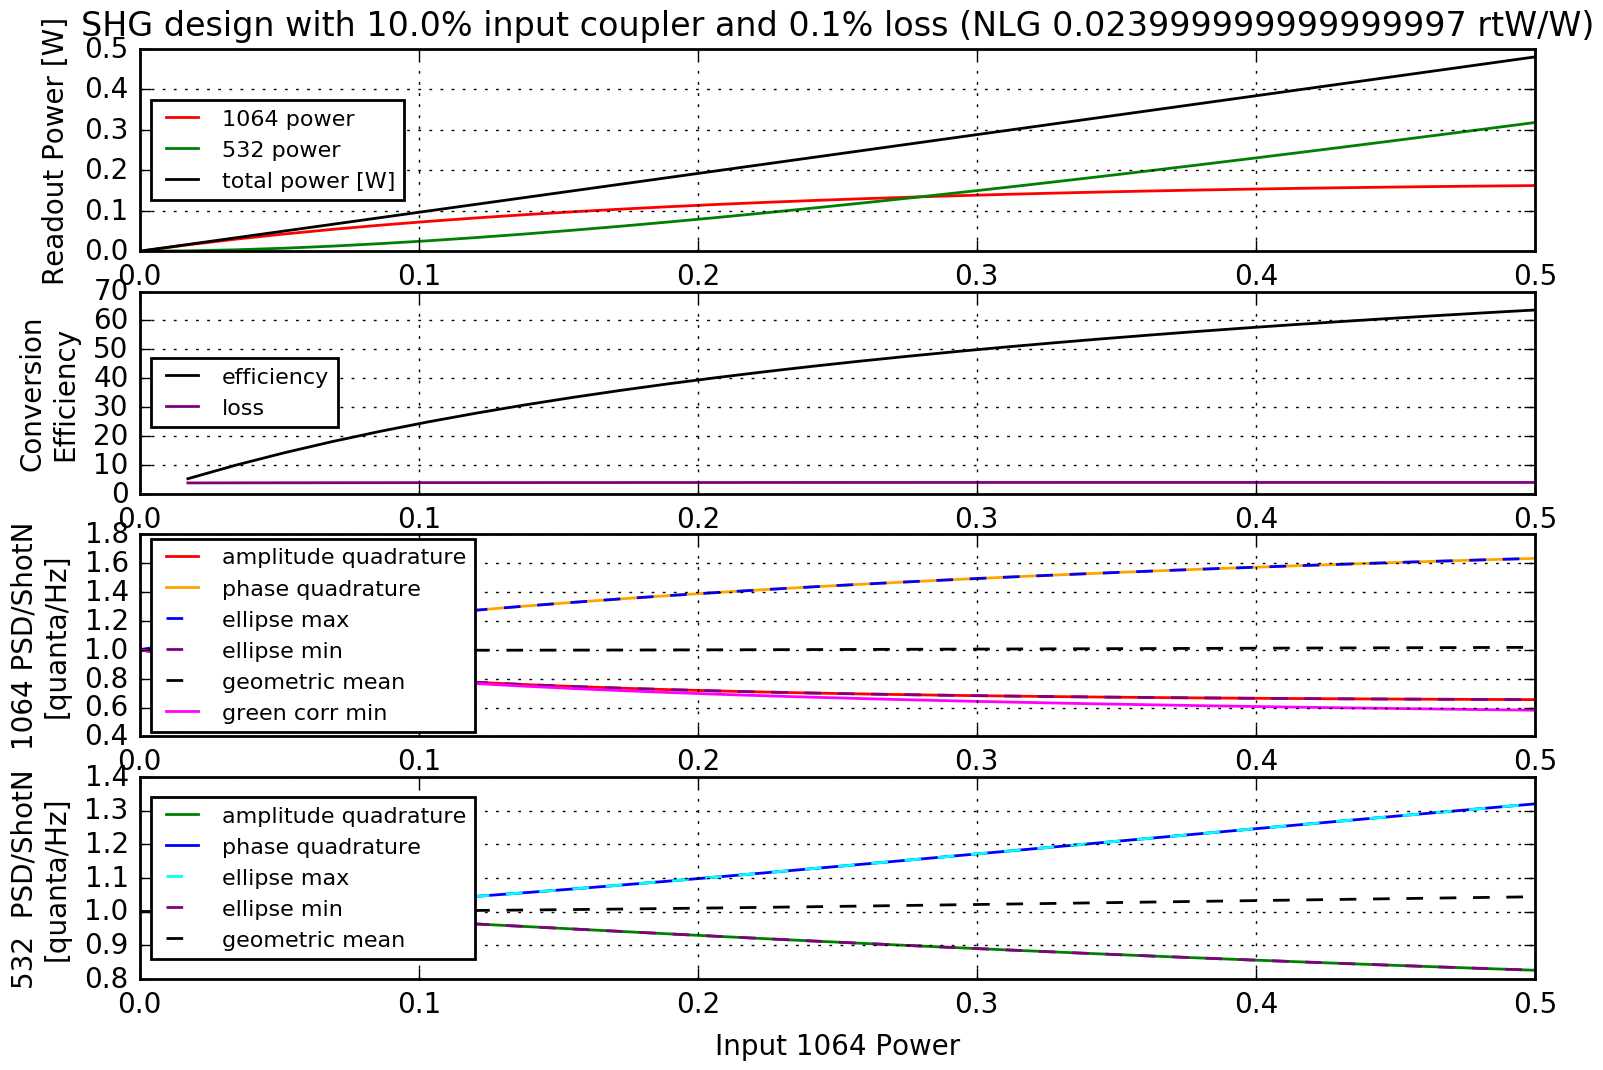 SHG design with 10.0% input coupler and 0.1% loss (NLG 0.023999999999999997 rtW/W)
Readout Power [W]
0.5
0.4
0.3
0.2
0.1
0.0
1064 power
532 power
total power [W]
0.0 0.1 0.2 0.3 0.4 0.5
Conversion
Efficiency
70
60
50
40
30
20
10
0
efficiency
loss
0.0 0.1 0.2 0.3 0.4 0.5
1064 PSD/ShotN
[quanta/Hz]
1.8
1.6
1.4
1.2
1.0
0.8
0.6
0.4
amplitude quadrature
phase quadrature
ellipse max
ellipse min
geometric mean
green corr min
0.0 0.1 0.2 0.3 0.4 0.5
532 PSD/ShotN
[quanta/Hz]
1.4
1.3
1.2
1.1
1.0
0.9
0.8
amplitude quadrature
phase quadrature
ellipse max
ellipse min
geometric mean
0.0 0.1 0.2 0.3 0.4 0.5
Input 1064 Power